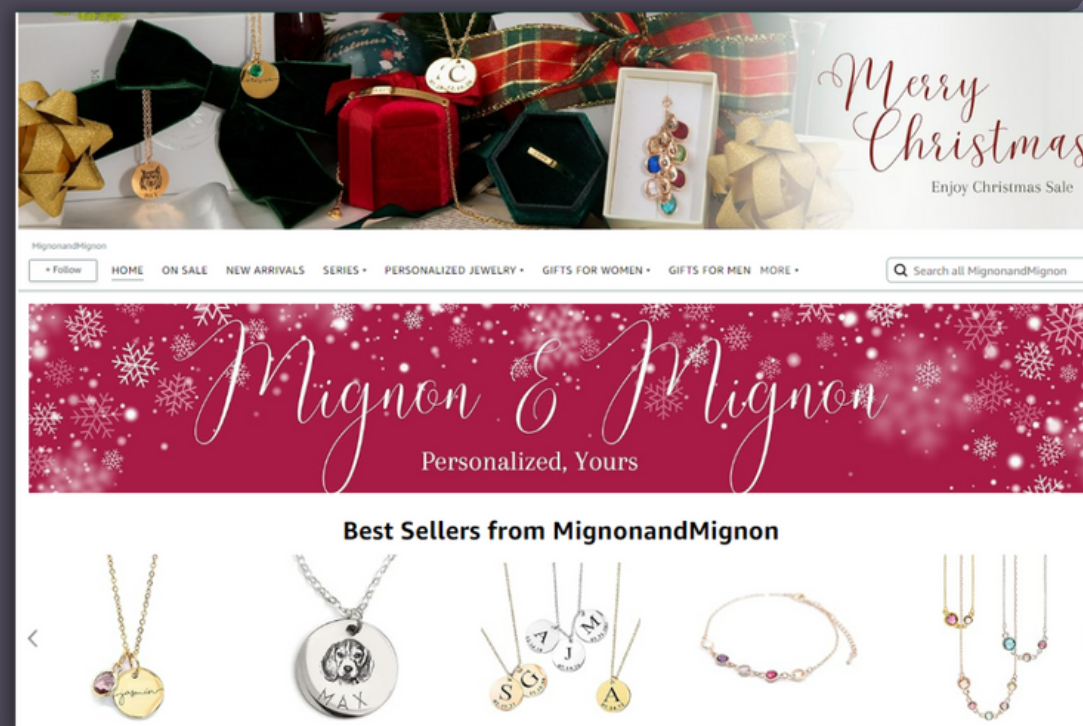 Merry
Christmas
Enjoy Christmas Sale
C
MignonandMignon
+ Follow HOME ON SALE NEW ARRIVALS SERIES PERSONALIZED JEWELRY GIFTS FOR WOMEN GIFTS FOR MEN MORE Search all MignonandMignon
Mignon & Mignon
Personalized, Yours
Best Sellers from MignonandMignon
yasmin
MAX
A J M
S G A